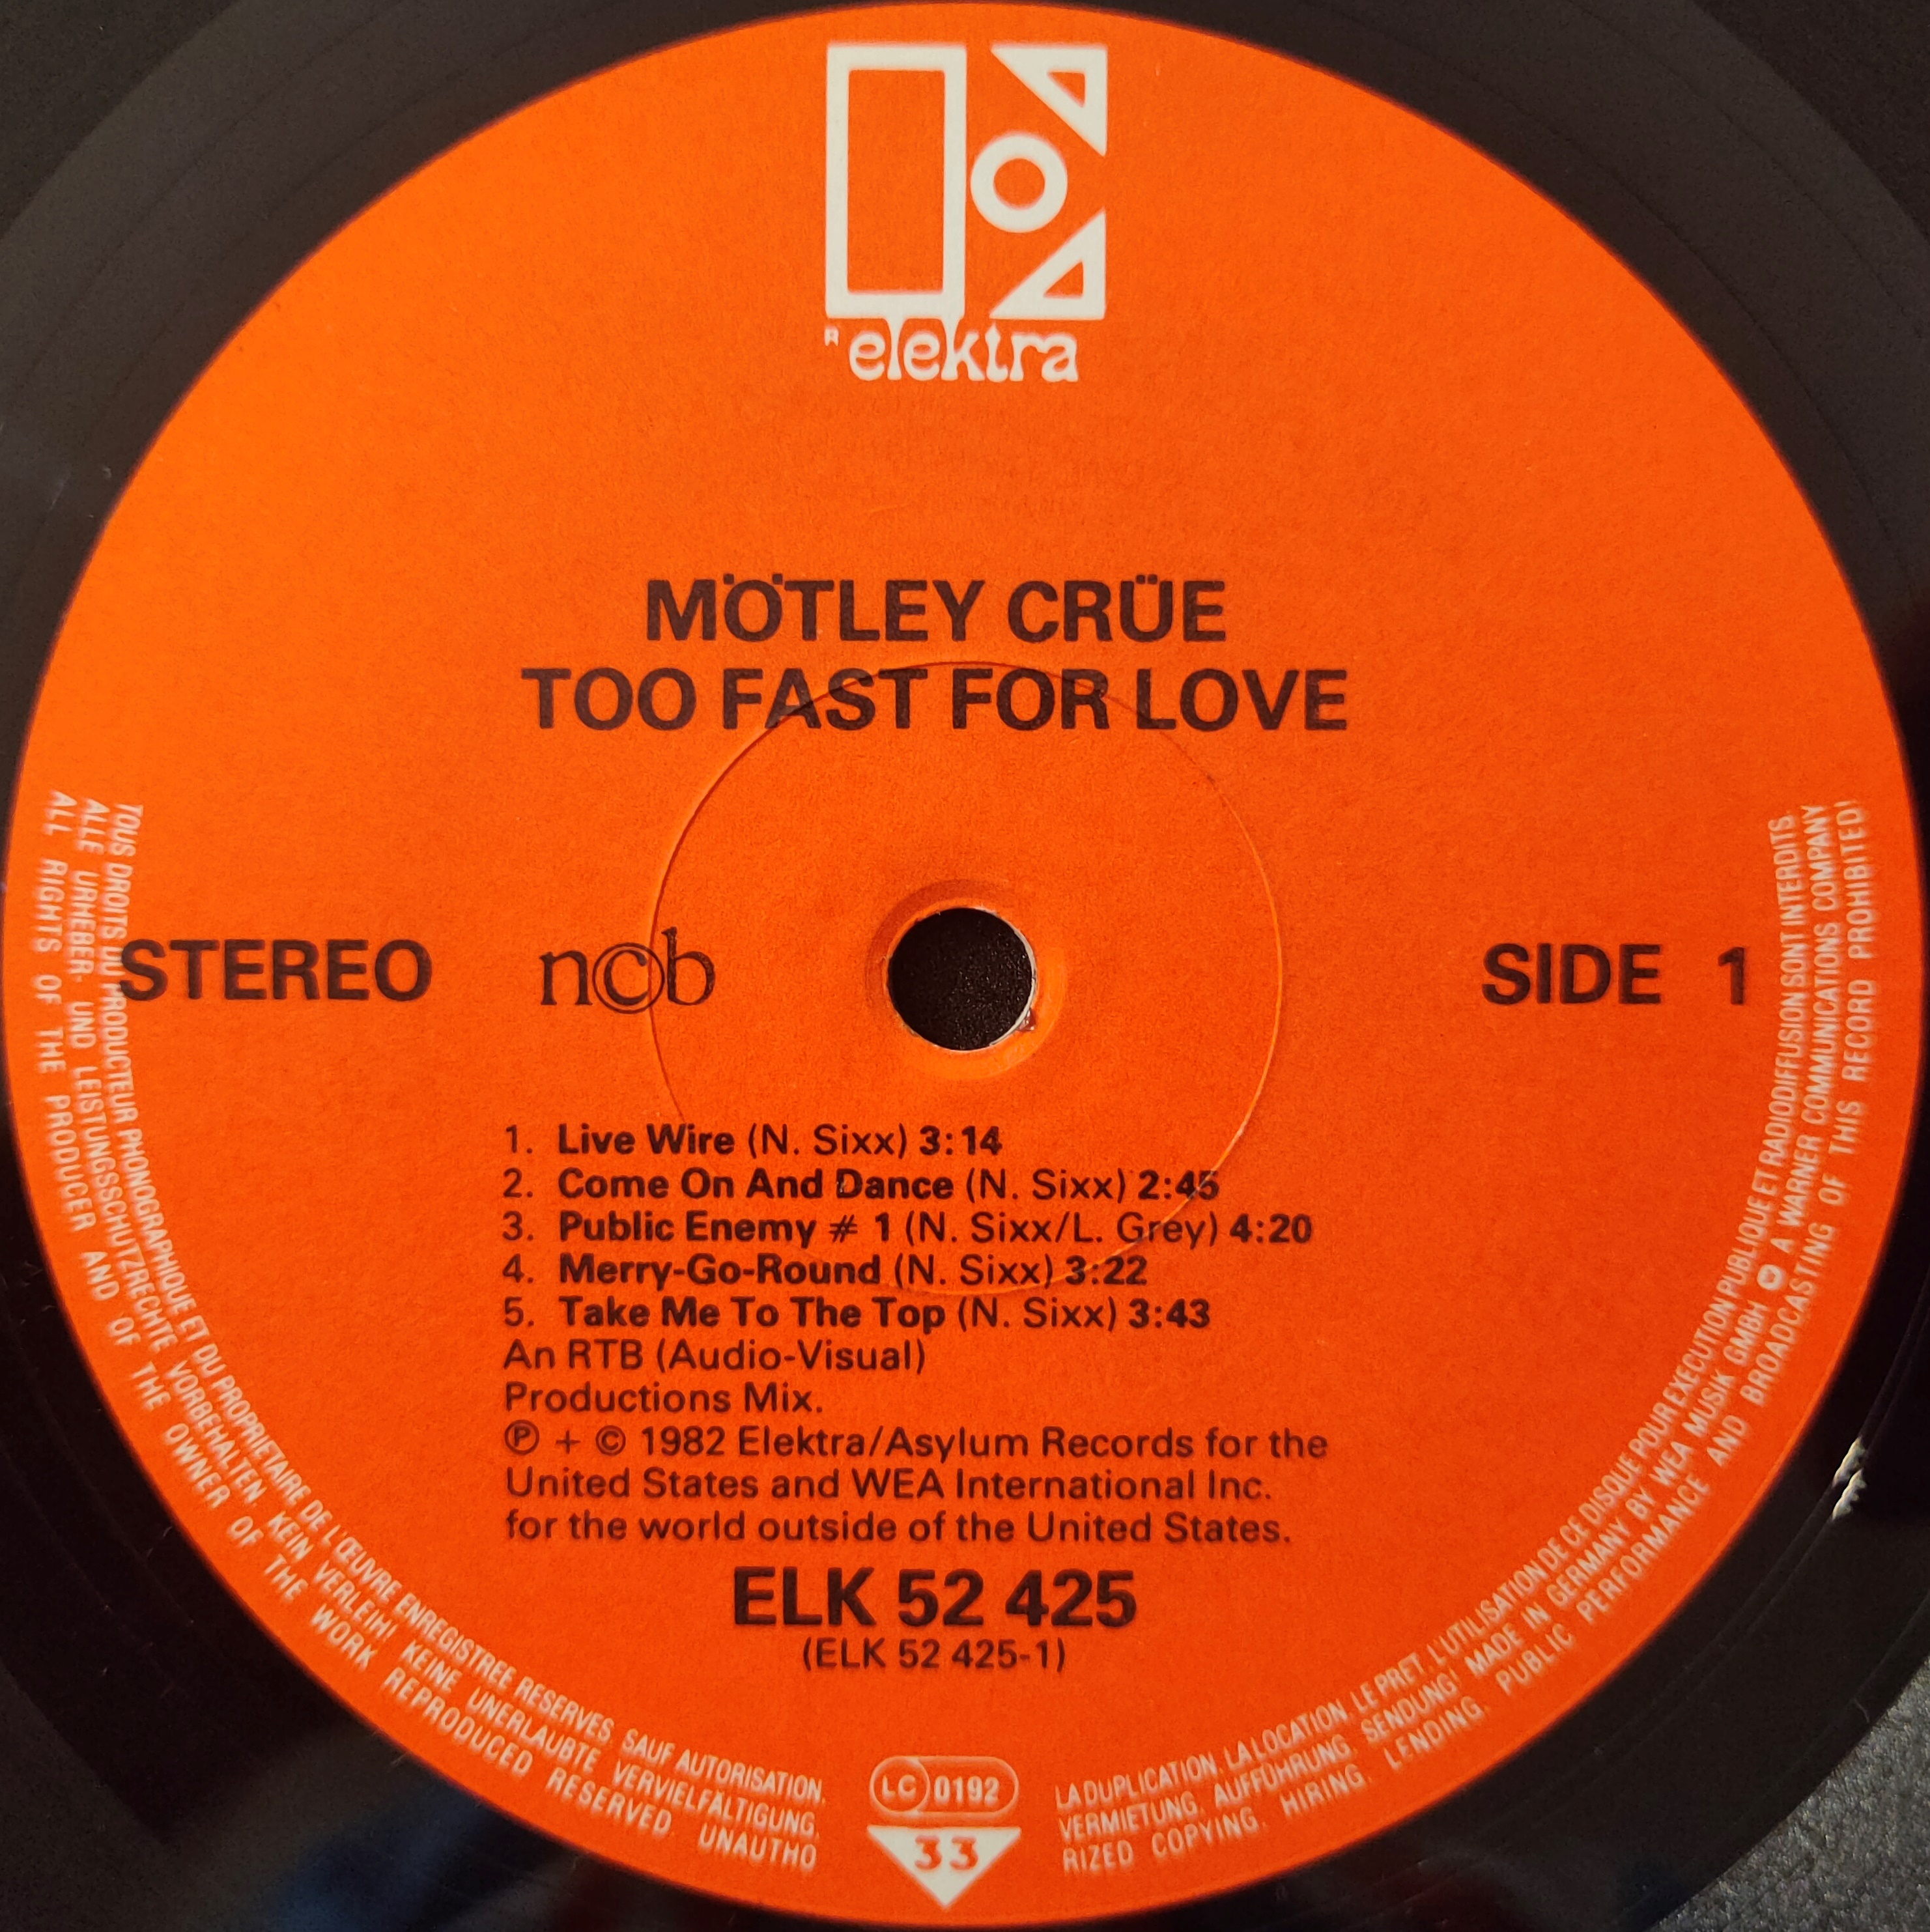 R elektra
MÖTLEY CRÜE
TOO FAST FOR LOVE
STEREO n©b SIDE 1
1. Live Wire (N. Sixx) 3:14
2. Come On And Dance (N. Sixx) 2:45
3. Public Enemy # 1 (N. Sixx/L. Grey) 4:20
4. Merry-Go-Round (N. Sixx) 3:22
5. Take Me To The Top (N. Sixx) 3:43
An RTB (Audio-Visual)
Productions Mix.
℗ + © 1982 Elektra/Asylum Records for the
United States and WEA International Inc.
for the world outside of the United States.
ELK 52 425
(ELK 52 425-1)
TOUS DROITS DU PRODUCTEUR PHONOGRAPHIQUE ET DU PROPRIETAIRE DE L'ŒUVRE ENREGISTREE RESERVES. SAUF AUTORISATION, LA DUPLICATION, LA LOCATION, LE PRET, L'UTILISATION DE CE DISQUE POUR EXECUTION PUBLIQUE ET RADIODIFFUSION SONT INTERDITS.
ALLE URHEBER- UND LEISTUNGSSCHUTZRECHTE VORBEHALTEN. KEIN VERLEIH! KEINE UNERLAUBTE VERVIELFÄLTIGUNG, VERMIETUNG, AUFFÜHRUNG, SENDUNG! MADE IN GERMANY BY WEA MUSIK GMBH A WARNER COMMUNICATIONS COMPANY
ALL RIGHTS OF THE PRODUCER AND OF THE OWNER OF THE WORK REPRODUCED RESERVED. UNAUTHORIZED COPYING, HIRING, LENDING, PUBLIC PERFORMANCE AND BROADCASTING OF THIS RECORD PROHIBITED!
LC 0192
33